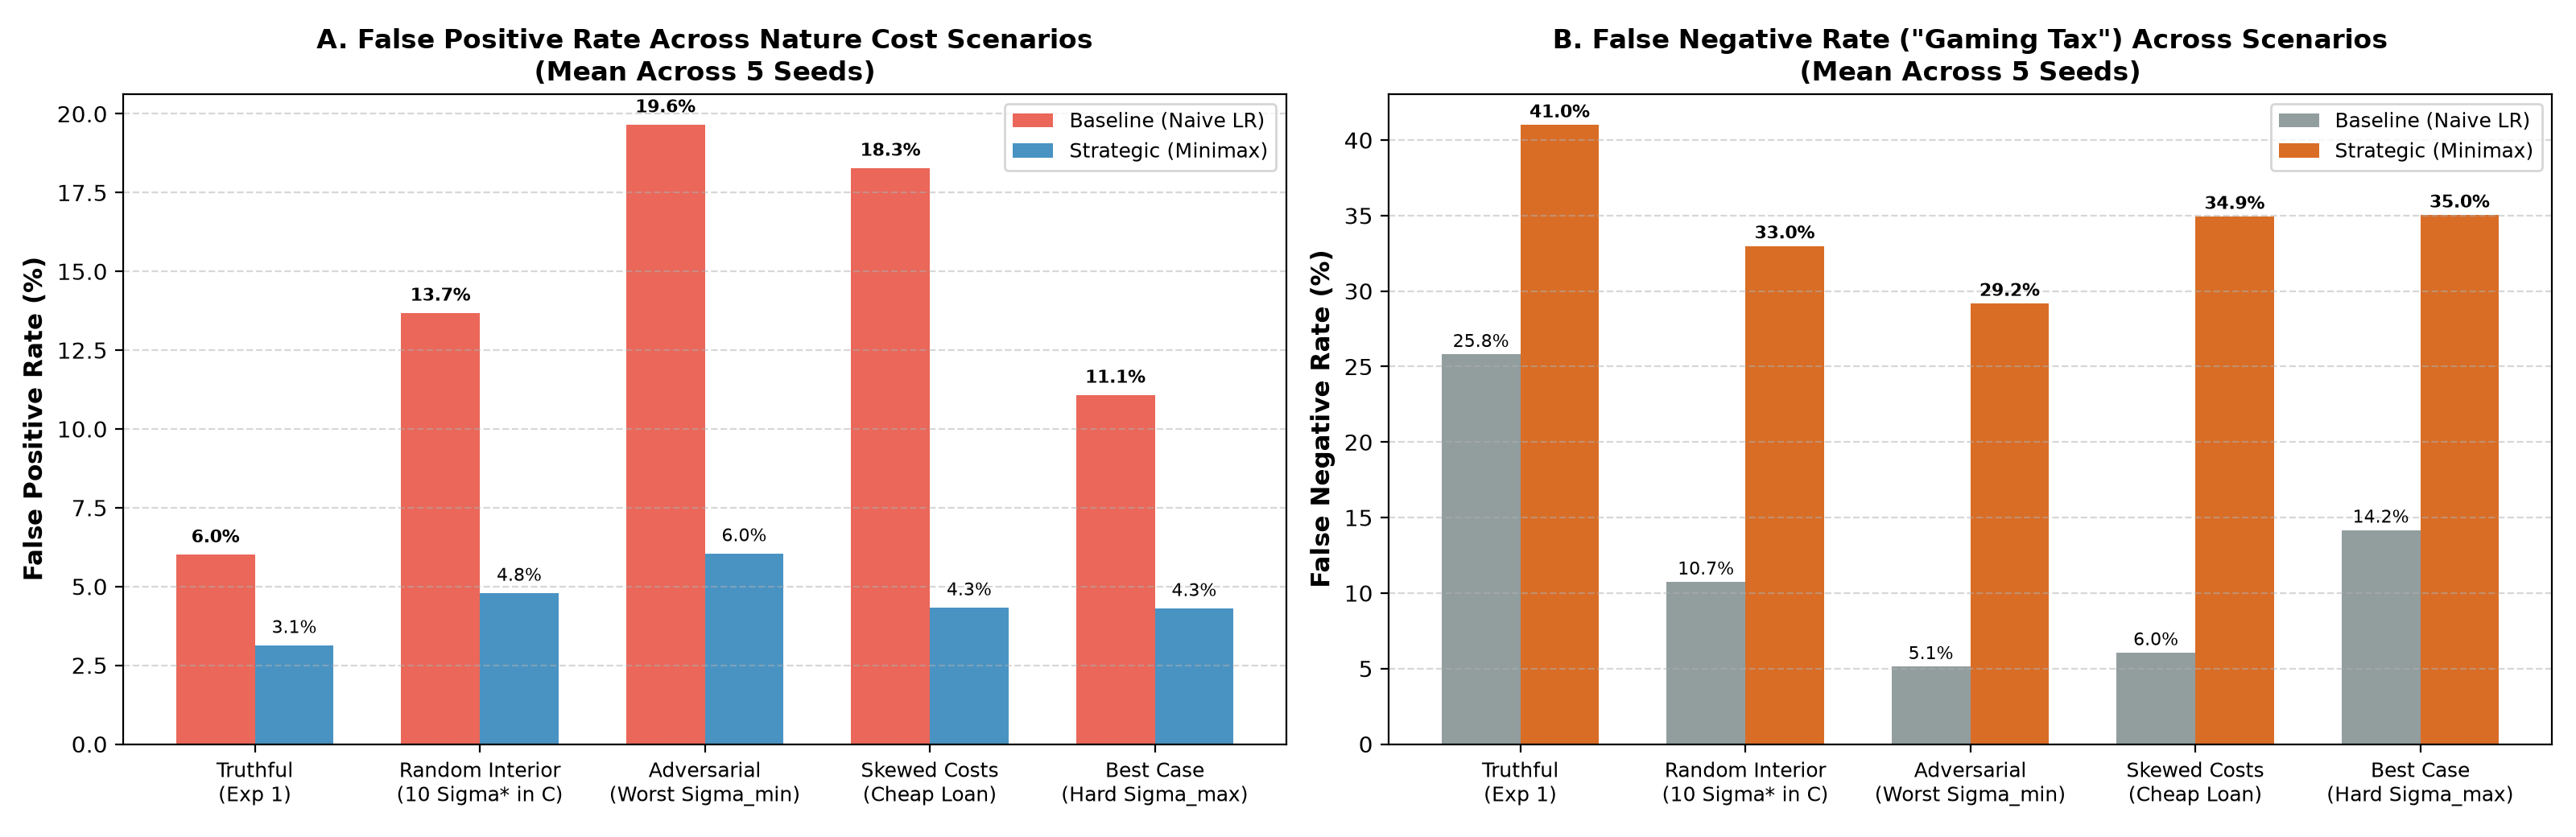 A. False Positive Rate Across Nature Cost Scenarios
(Mean Across 5 Seeds)
False Positive Rate (%)
20.0
17.5
15.0
12.5
10.0
7.5
5.0
2.5
0.0
Baseline (Naive LR)
Strategic (Minimax)
6.0%
3.1%
13.7%
4.8%
19.6%
6.0%
18.3%
4.3%
11.1%
4.3%
Truthful
(Exp 1)
Random Interior
(10 Sigma* in C)
Adversarial
(Worst Sigma_min)
Skewed Costs
(Cheap Loan)
Best Case
(Hard Sigma_max)
B. False Negative Rate ("Gaming Tax") Across Scenarios
(Mean Across 5 Seeds)
False Negative Rate (%)
40
35
30
25
20
15
10
5
0
Baseline (Naive LR)
Strategic (Minimax)
25.8%
41.0%
10.7%
33.0%
5.1%
29.2%
6.0%
34.9%
14.2%
35.0%
Truthful
(Exp 1)
Random Interior
(10 Sigma* in C)
Adversarial
(Worst Sigma_min)
Skewed Costs
(Cheap Loan)
Best Case
(Hard Sigma_max)